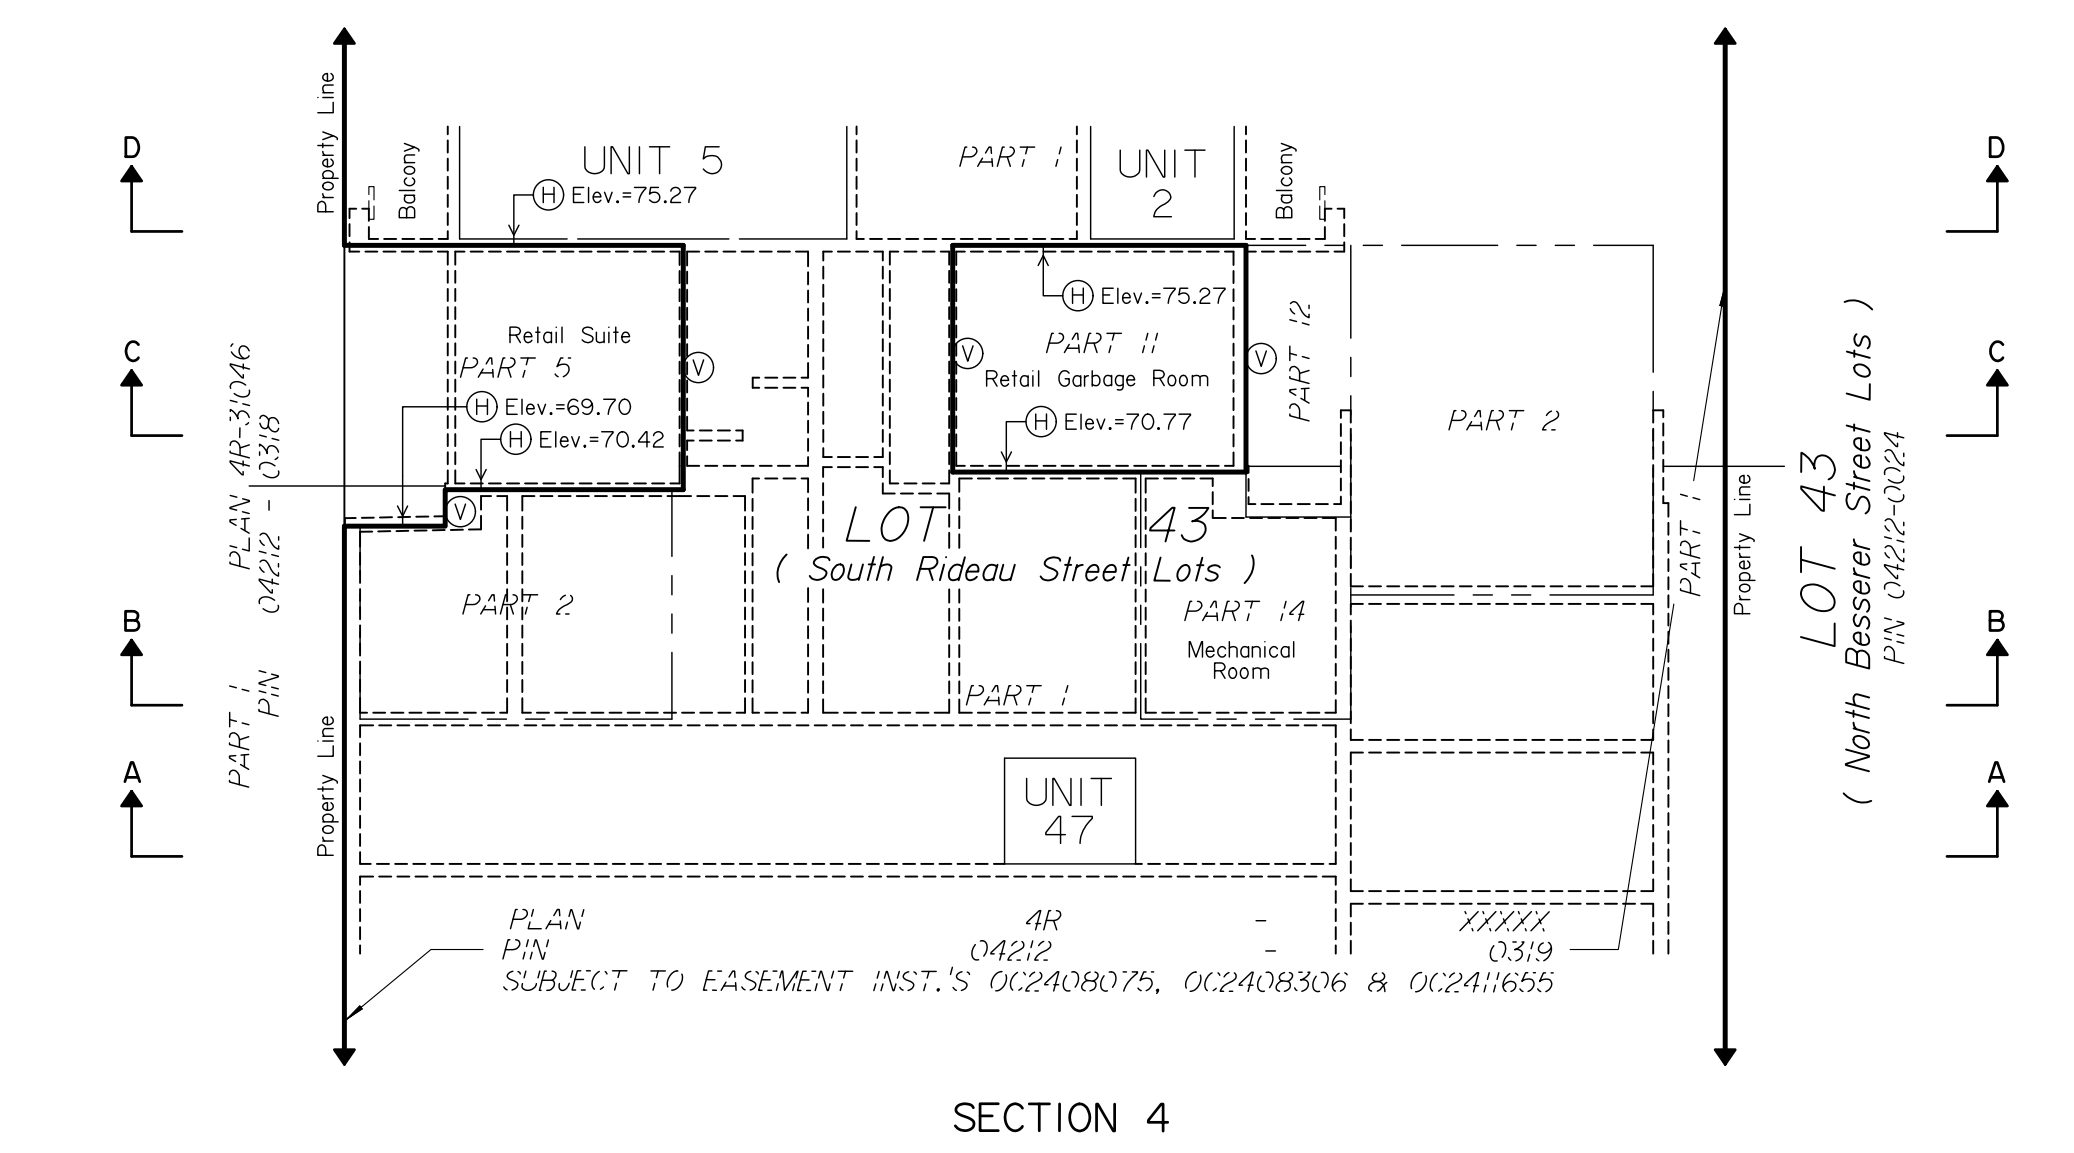 D
D
Property Line
Balcony
UNIT 5
PART 1
UNIT
2
Balcony
H Elev.=75.27
H Elev.=75.27
C
C
Retail Suite
PART 5
V
V
PART 11
Retail Garbage Room
V
PART 12
PART 2
H Elev.=69.70
H Elev.=70.42
H Elev.=70.77
V
PLAN 4R-31046
04212 - 0318
PART 1
PIN
LOT 43
( South Rideau Street Lots )
PART 1
Property Line
LOT 43
( North Besserer Street Lots )
PIN 04212-0024
B
B
PART 2
PART 14
Mechanical
Room
PART 1
Property Line
A
A
UNIT
47
PLAN 4R - XXXXX
PIN 04212 - 0319
SUBJECT TO EASEMENT INST.'S OC2408075, OC2408306 & OC2411655
SECTION 4